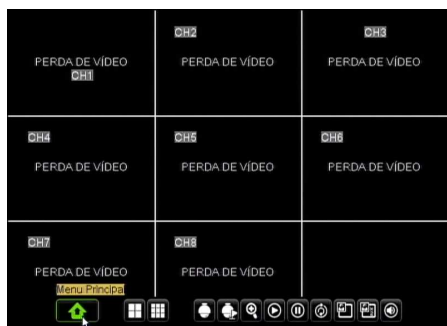 CH2
CH3
PERDA DE VÍDEO
CH1
PERDA DE VÍDEO
PERDA DE VÍDEO
CH4
CH5
CH6
PERDA DE VÍDEO
PERDA DE VÍDEO
PERDA DE VÍDEO
CH7
CH8
PERDA DE VÍDEO
PERDA DE VÍDEO
Menu Principal